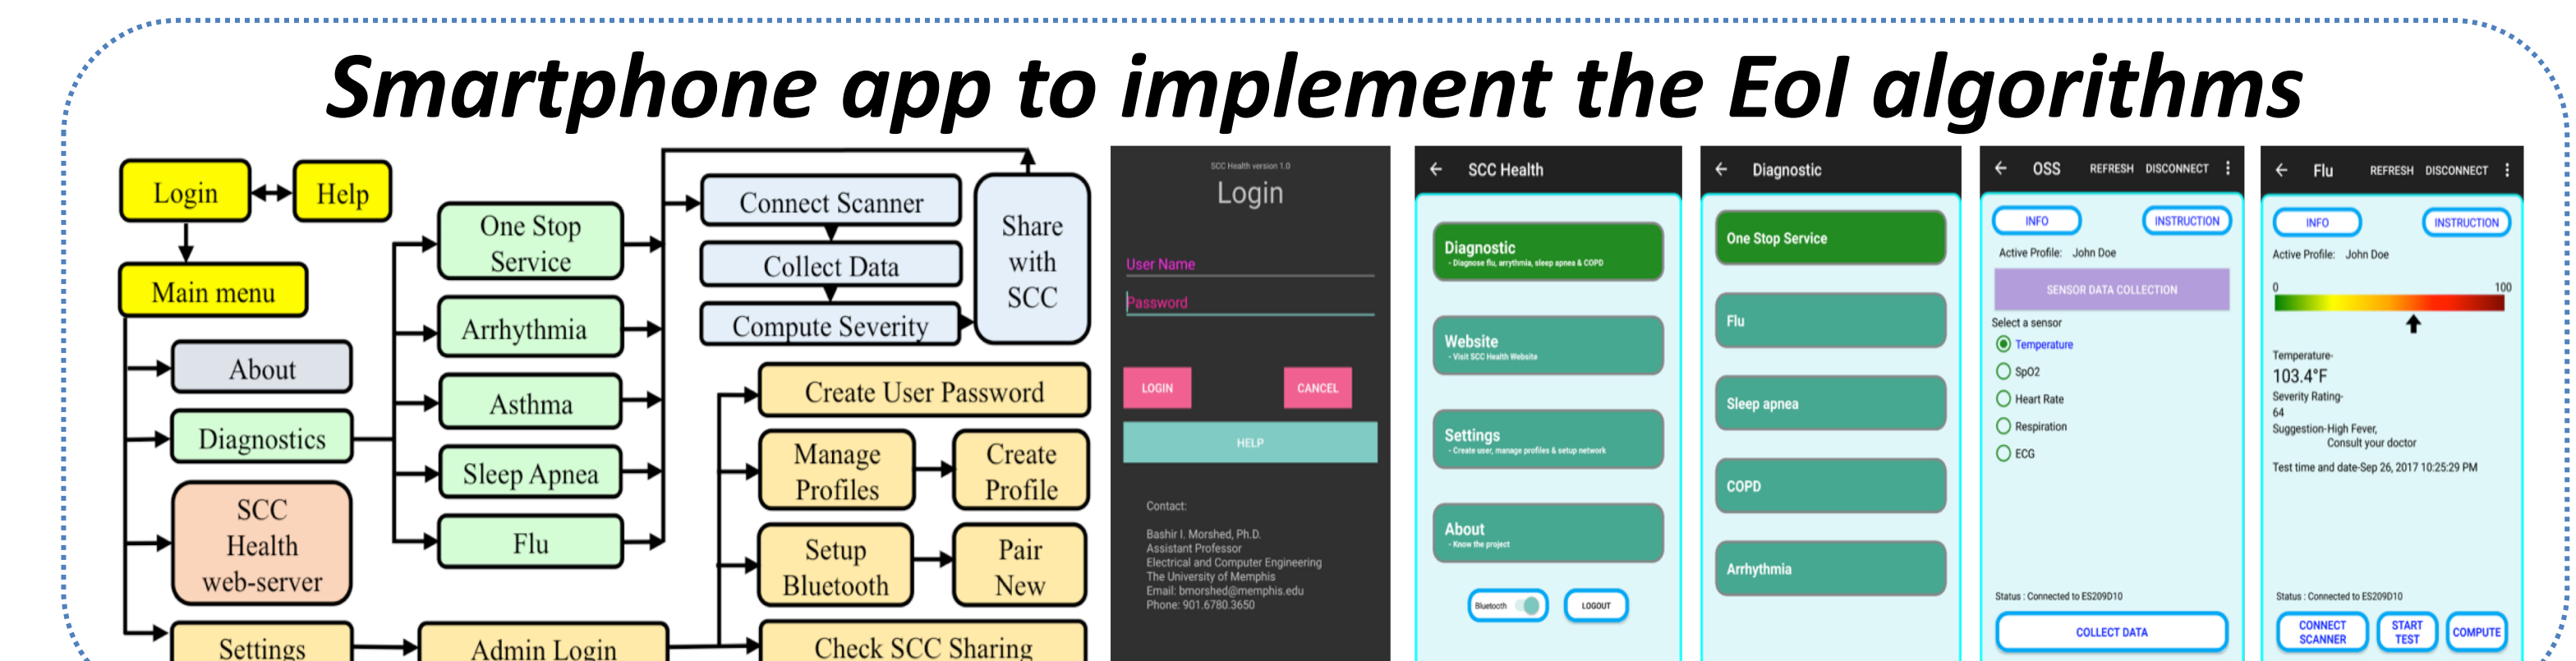 Smartphone app to implement the EoI algorithms
Login
Help
Main menu
About
Diagnostics
SCC
Health
web-server
Settings
One Stop
Service
Arrhythmia
Asthma
Sleep Apnea
Flu
Admin Login
Connect Scanner
Collect Data
Compute Severity
Share
with
SCC
Create User Password
Manage
Profiles
Create
Profile
Setup
Bluetooth
Pair
New
Check SCC Sharing
SCC Health version 1.0
Login
User Name
Password
LOGIN
CANCEL
HELP
Contact:
Bashir I. Morshed, Ph.D.
Assistant Professor
Electrical and Computer Engineering
The University of Memphis
Email: bmorshed@memphis.edu
Phone: 901.6780.3650
SCC Health
Diagnostic
- Diagnose flu, arrytymia, sleep apnea & COPD
Website
- Visit SCC Health Website
Settings
- Create user, manage profiles & setup network
About
- Know the project
Bluetooth
LOGOUT
Diagnostic
One Stop Service
Flu
Sleep apnea
COPD
Arrhythmia
OSS REFRESH DISCONNECT
INFO
INSTRUCTION
Active Profile: John Doe
SENSOR DATA COLLECTION
Select a sensor
Temperature
SpO2
Heart Rate
Respiration
ECG
Status : Connected to ES209D10
COLLECT DATA
Flu REFRESH DISCONNECT
INFO
INSTRUCTION
Active Profile: John Doe
0 100
Temperature-
103.4°F
Severity Rating-
64
Suggestion-High Fever,
Consult your doctor
Test time and date-Sep 26, 2017 10:25:29 PM
Status : Connected to ES209D10
CONNECT
SCANNER
START
TEST
COMPUTE